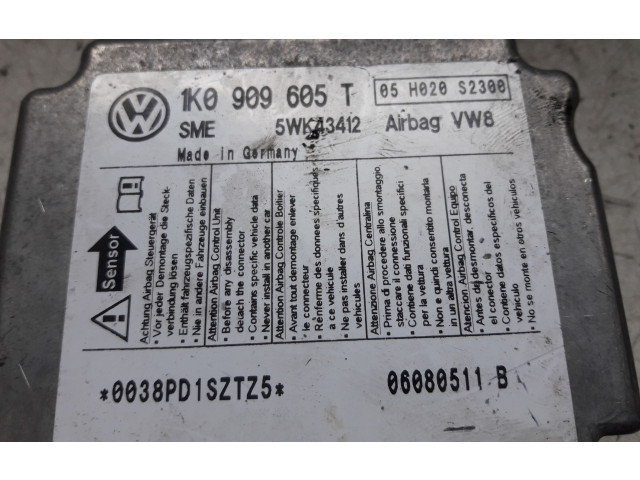 VW
1K0 909 605 T
05 H020 S2300
SME
5WK43412
Airbag VW8
Made in Germany
Sensor
Achtung Airbag Steuergerät
• Vor jeder Demontage die Steck-
verbindung lösen
Enthält fahrzeugspezifische Daten
• Nie in andere Fahrzeuge einbauen
Attention Airbag Control Unit
• Before any disassembly
detach the connector
• Contains specific vehicle data
• Never install in another car
Attention Airbag Controle Boitier
• Avant tout demontage enlever
le connecteur
• Renferme des donnees specifiques
a ce vehicule
• Ne pas installer dans d'autres
vehicules
Attenzione Airbag Centralina
• Prima di procedere allo smontaggio,
staccare il connessione
• Contiene dati funzionali specifici
per la vettura
• Non e quindi consentito montarla
in un altra vettura
Atencion, Airbag Control Equipo
• Antes de desmontar, desconecta
el conector
• Contiene datos especificos del
vehiculo
• No se monte en otros vehiculos
*0038PD1SZTZ5*
06080511 B